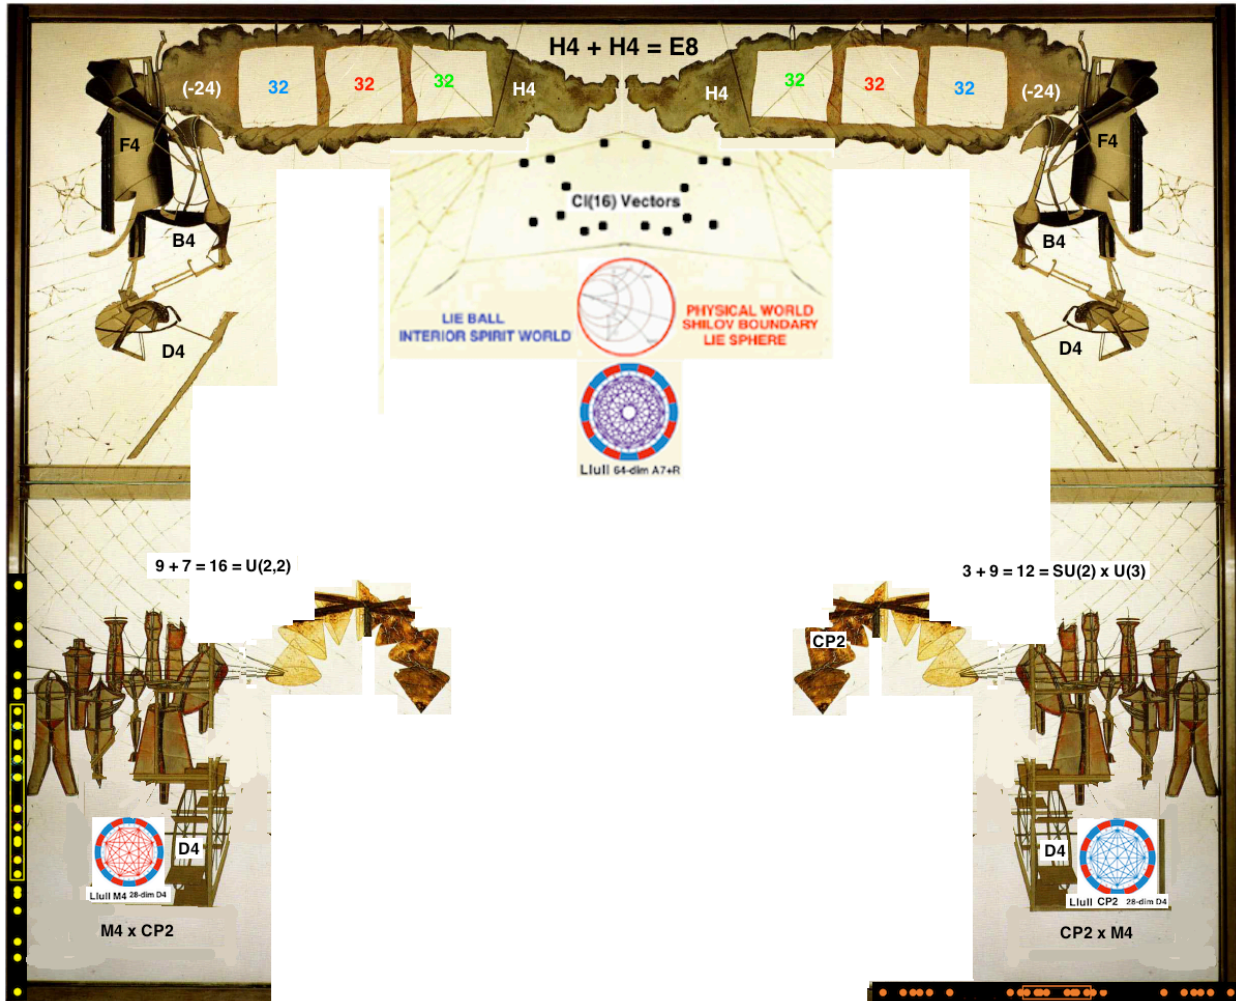 H4 + H4 = E8
(-24) 32 32 32 H4
H4 32 32 32 (-24)
F4
F4
Cl(16) Vectors
B4
B4
LIE BALL
INTERIOR SPIRIT WORLD
PHYSICAL WORLD
SHILOV BOUNDARY
LIE SPHERE
D4
D4
Llull 64-dim A7+R
9 + 7 = 16 = U(2,2)
3 + 9 = 12 = SU(2) x U(3)
CP2
D4
D4
Llull M4 28-dim D4
Llull CP2 28-dim D4
M4 x CP2
CP2 x M4